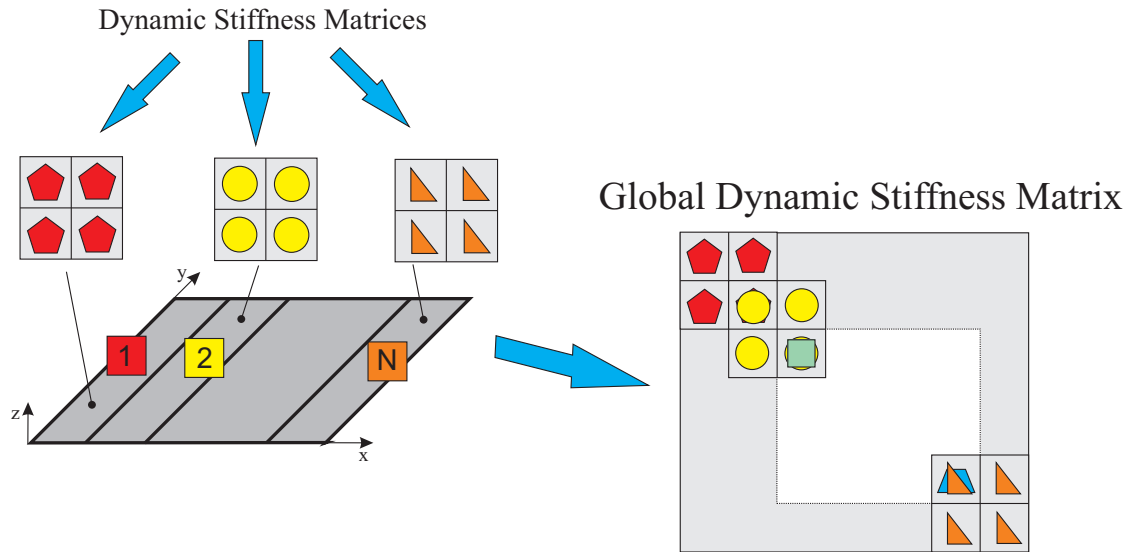 Dynamic Stiffness Matrices
Global Dynamic Stiffness Matrix
y
1
2
N
z
x